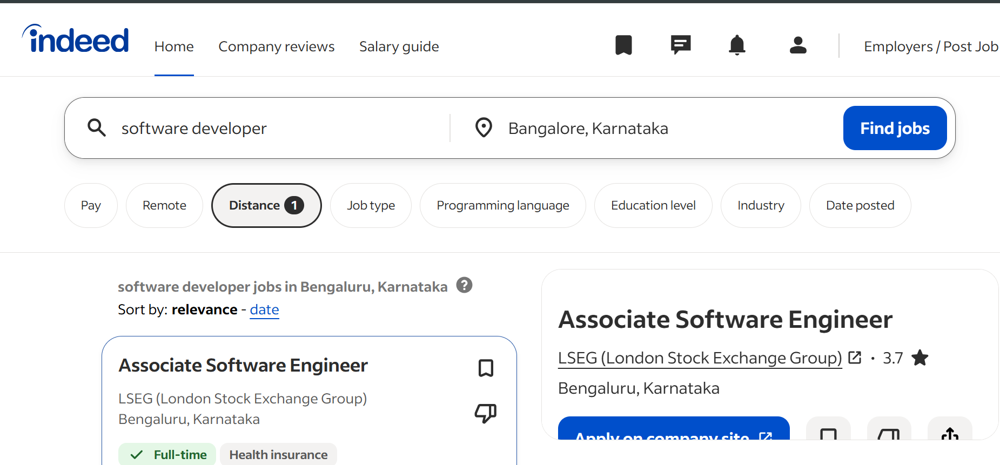 indeed
Home Company reviews Salary guide Employers / Post Job
software developer Bangalore, Karnataka Find jobs
Pay Remote Distance 1 Job type Programming language Education level Industry Date posted
software developer jobs in Bengaluru, Karnataka ?
Sort by: relevance - date
Associate Software Engineer
LSEG (London Stock Exchange Group)
Bengaluru, Karnataka
Full-time Health insurance
Associate Software Engineer
LSEG (London Stock Exchange Group) · 3.7
Bengaluru, Karnataka
Apply on company site